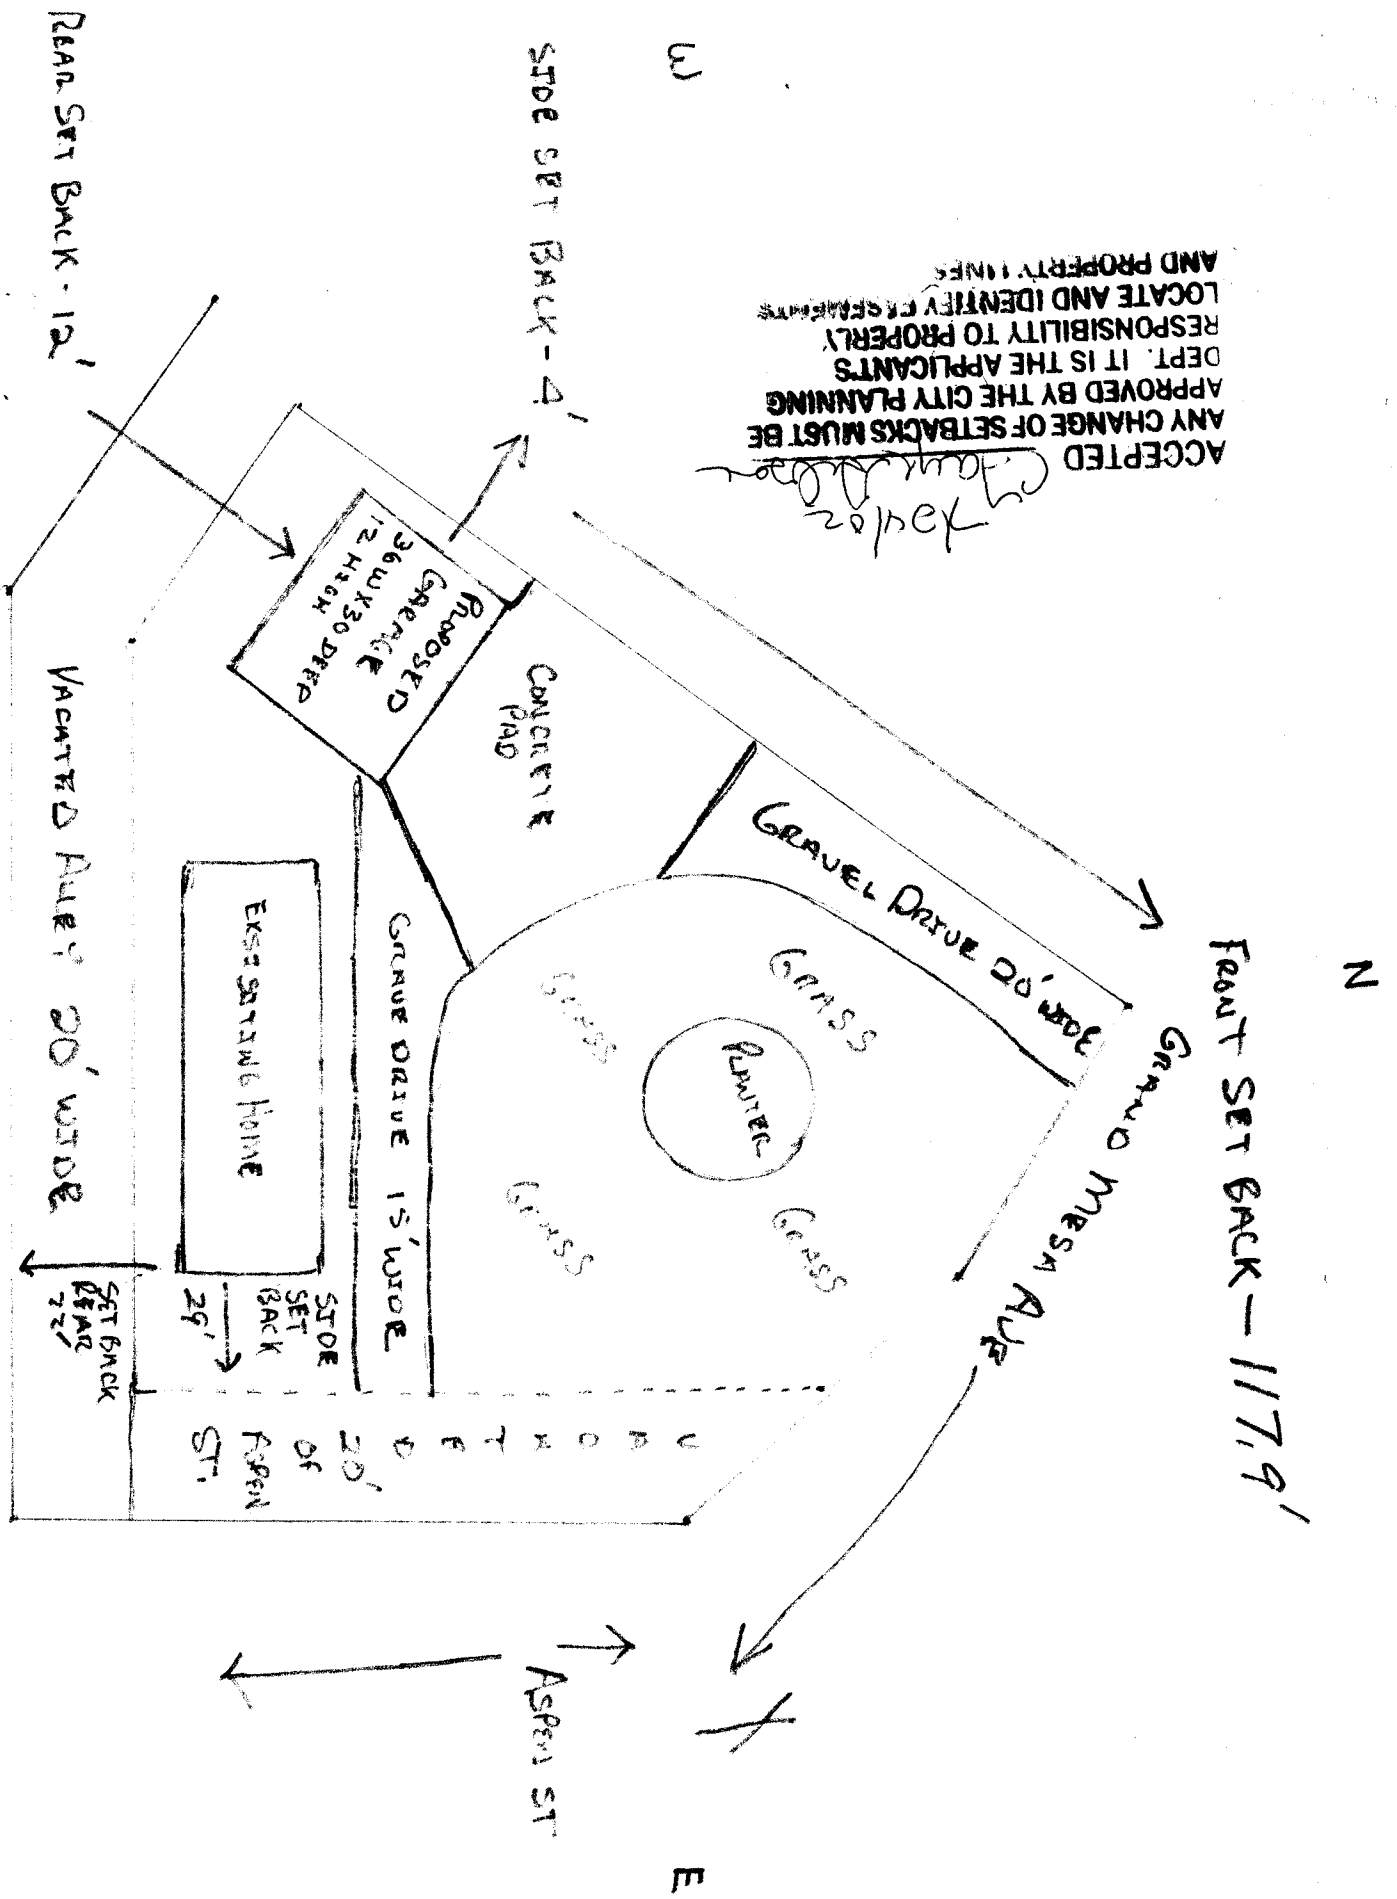 N
FRONT SET BACK - 117.9'
GRAND MESA AVE
W
SIDE SET BACK - 4'
REAR SET BACK - 12'
ACCEPTED
ANY CHANGE OF SETBACKS MUST BE
APPROVED BY THE CITY PLANNING
DEPT. IT IS THE APPLICANT'S
RESPONSIBILITY TO PROPERLY
LOCATE AND IDENTIFY EASEMENTS
AND PROPERTY LINES
GRAVEL DRIVE 20' WIDE
CONCRETE
PAD
PROPOSED
GARAGE
36 W X 30 DEEP
12 HIGH
GRASS
GRASS
PLANTER
GRASS
GRASS
GRAVE DRIVE 15' WIDE
EXSISTING HOME
SIDE
SET
BACK
29'
VACATED
20'
OF
ASPEN
ST.
VACATED ALLEY 20' WIDE
SET BACK
REAR
22'
ASPEN ST
E